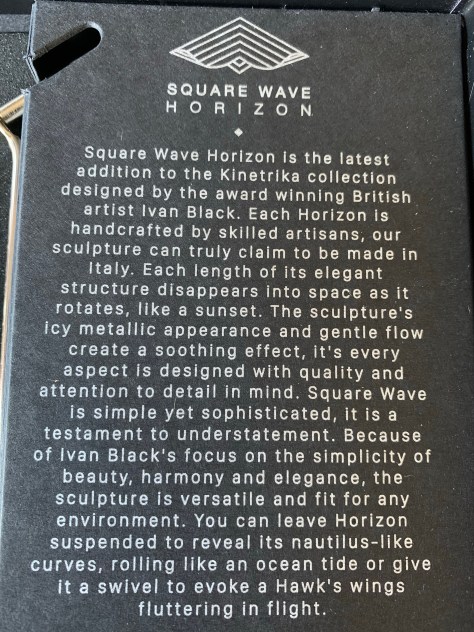 SQUARE WAVE
HORIZON
Square Wave Horizon is the latest
addition to the Kinetrika collection
designed by the award winning British
artist Ivan Black. Each Horizon is
handcrafted by skilled artisans, our
sculpture can truly claim to be made in
Italy. Each length of its elegant
structure disappears into space as it
rotates, like a sunset. The sculpture's
icy metallic appearance and gentle flow
create a soothing effect, it's every
aspect is designed with quality and
attention to detail in mind. Square Wave
is simple yet sophisticated, it is a
testament to understatement. Because
of Ivan Black's focus on the simplicity of
beauty, harmony and elegance, the
sculpture is versatile and fit for any
environment. You can leave Horizon
suspended to reveal its nautilus-like
curves, rolling like an ocean tide or give
it a swivel to evoke a Hawk's wings
fluttering in flight.